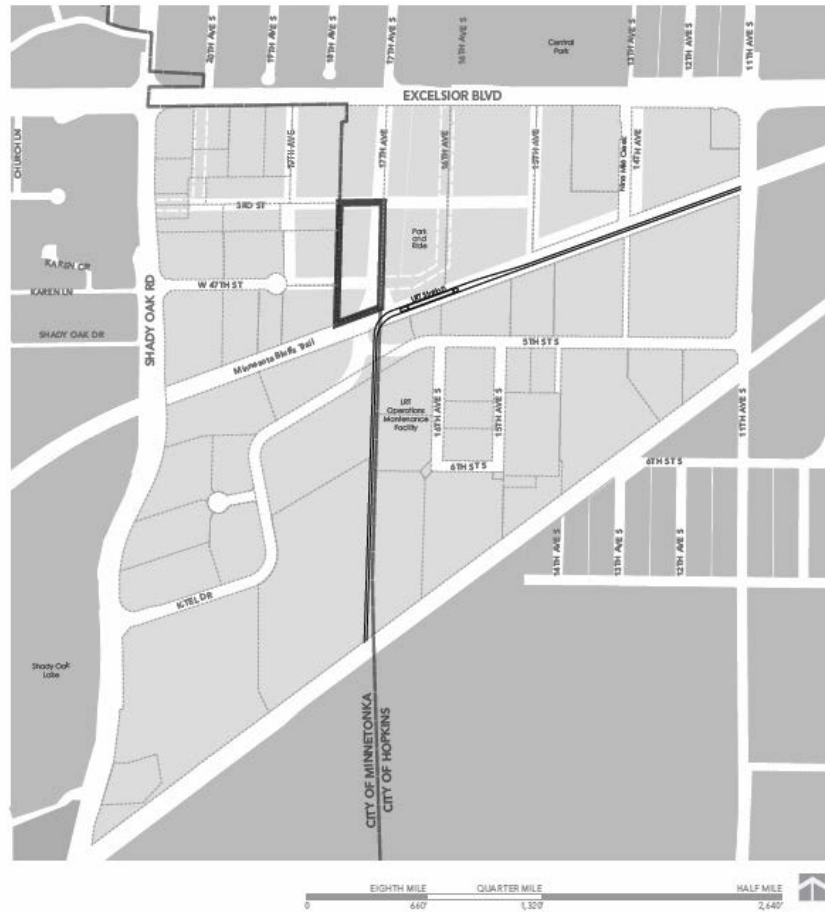 20TH AVE S
19TH AVE S
18TH AVE S
17TH AVE S
16TH AVE S
Central
Park
13TH AVE S
12TH AVE S
11TH AVE S
EXCELSIOR BLVD
CHURCH LN
19TH AVE
17TH AVE
16TH AVE
15TH AVE
Nine Mile Creek
14TH AVE
3RD ST
Park
and
Ride
KAREN CR
KAREN LN
W 47TH ST
LRT Station
SHADY OAK RD
SHADY OAK DR
Minnesota Bluffs Trail
5TH ST S
LRT
Operations
Maintenance
Facility
16TH AVE S
15TH AVE S
11TH AVE S
6TH ST S
6TH ST S
14TH AVE S
13TH AVE S
12TH AVE S
K-TEL DR
Shady Oak
Lake
CITY OF MINNETONKA
CITY OF HOPKINS
EIGHTH MILE
QUARTER MILE
HALF MILE
0
660'
1,320'
2,640'